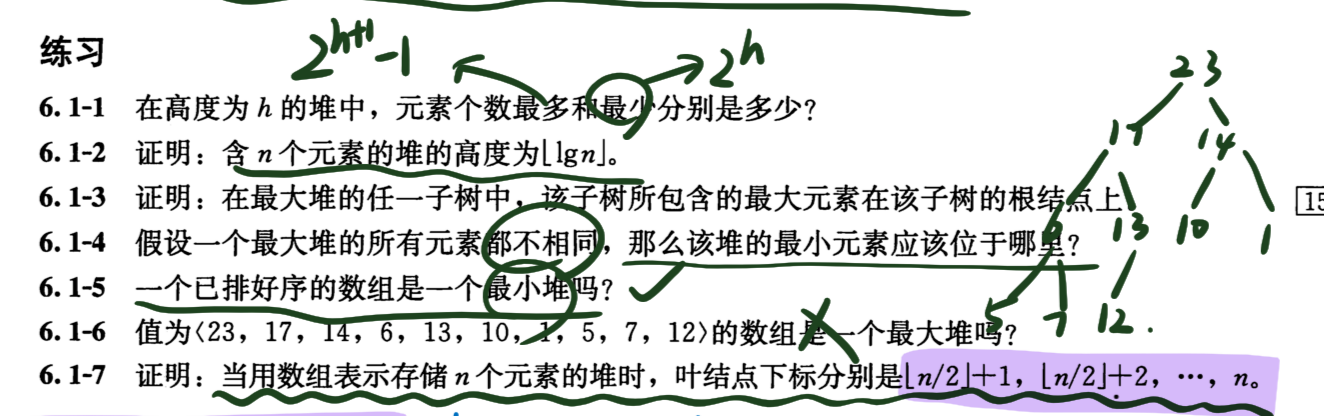 练习
2^{h+1}-1
2^h
6.1-1 在高度为 h 的堆中，元素个数最多和最少分别是多少？
6.1-2 证明：含 n 个元素的堆的高度为⌊lgn⌋。
6.1-3 证明：在最大堆的任一子树中，该子树所包含的最大元素在该子树的根结点上
6.1-4 假设一个最大堆的所有元素都不相同，那么该堆的最小元素应该位于哪里？
6.1-5 一个已排好序的数组是一个最小堆吗？
6.1-6 值为⟨23，17，14，6，13，10，1，5，7，12⟩的数组是一个最大堆吗？
6.1-7 证明：当用数组表示存储 n 个元素的堆时，叶结点下标分别是⌊n/2⌋+1，⌊n/2⌋+2，…，n。
23
17 14
6 13 10 1
5 7 12.
15